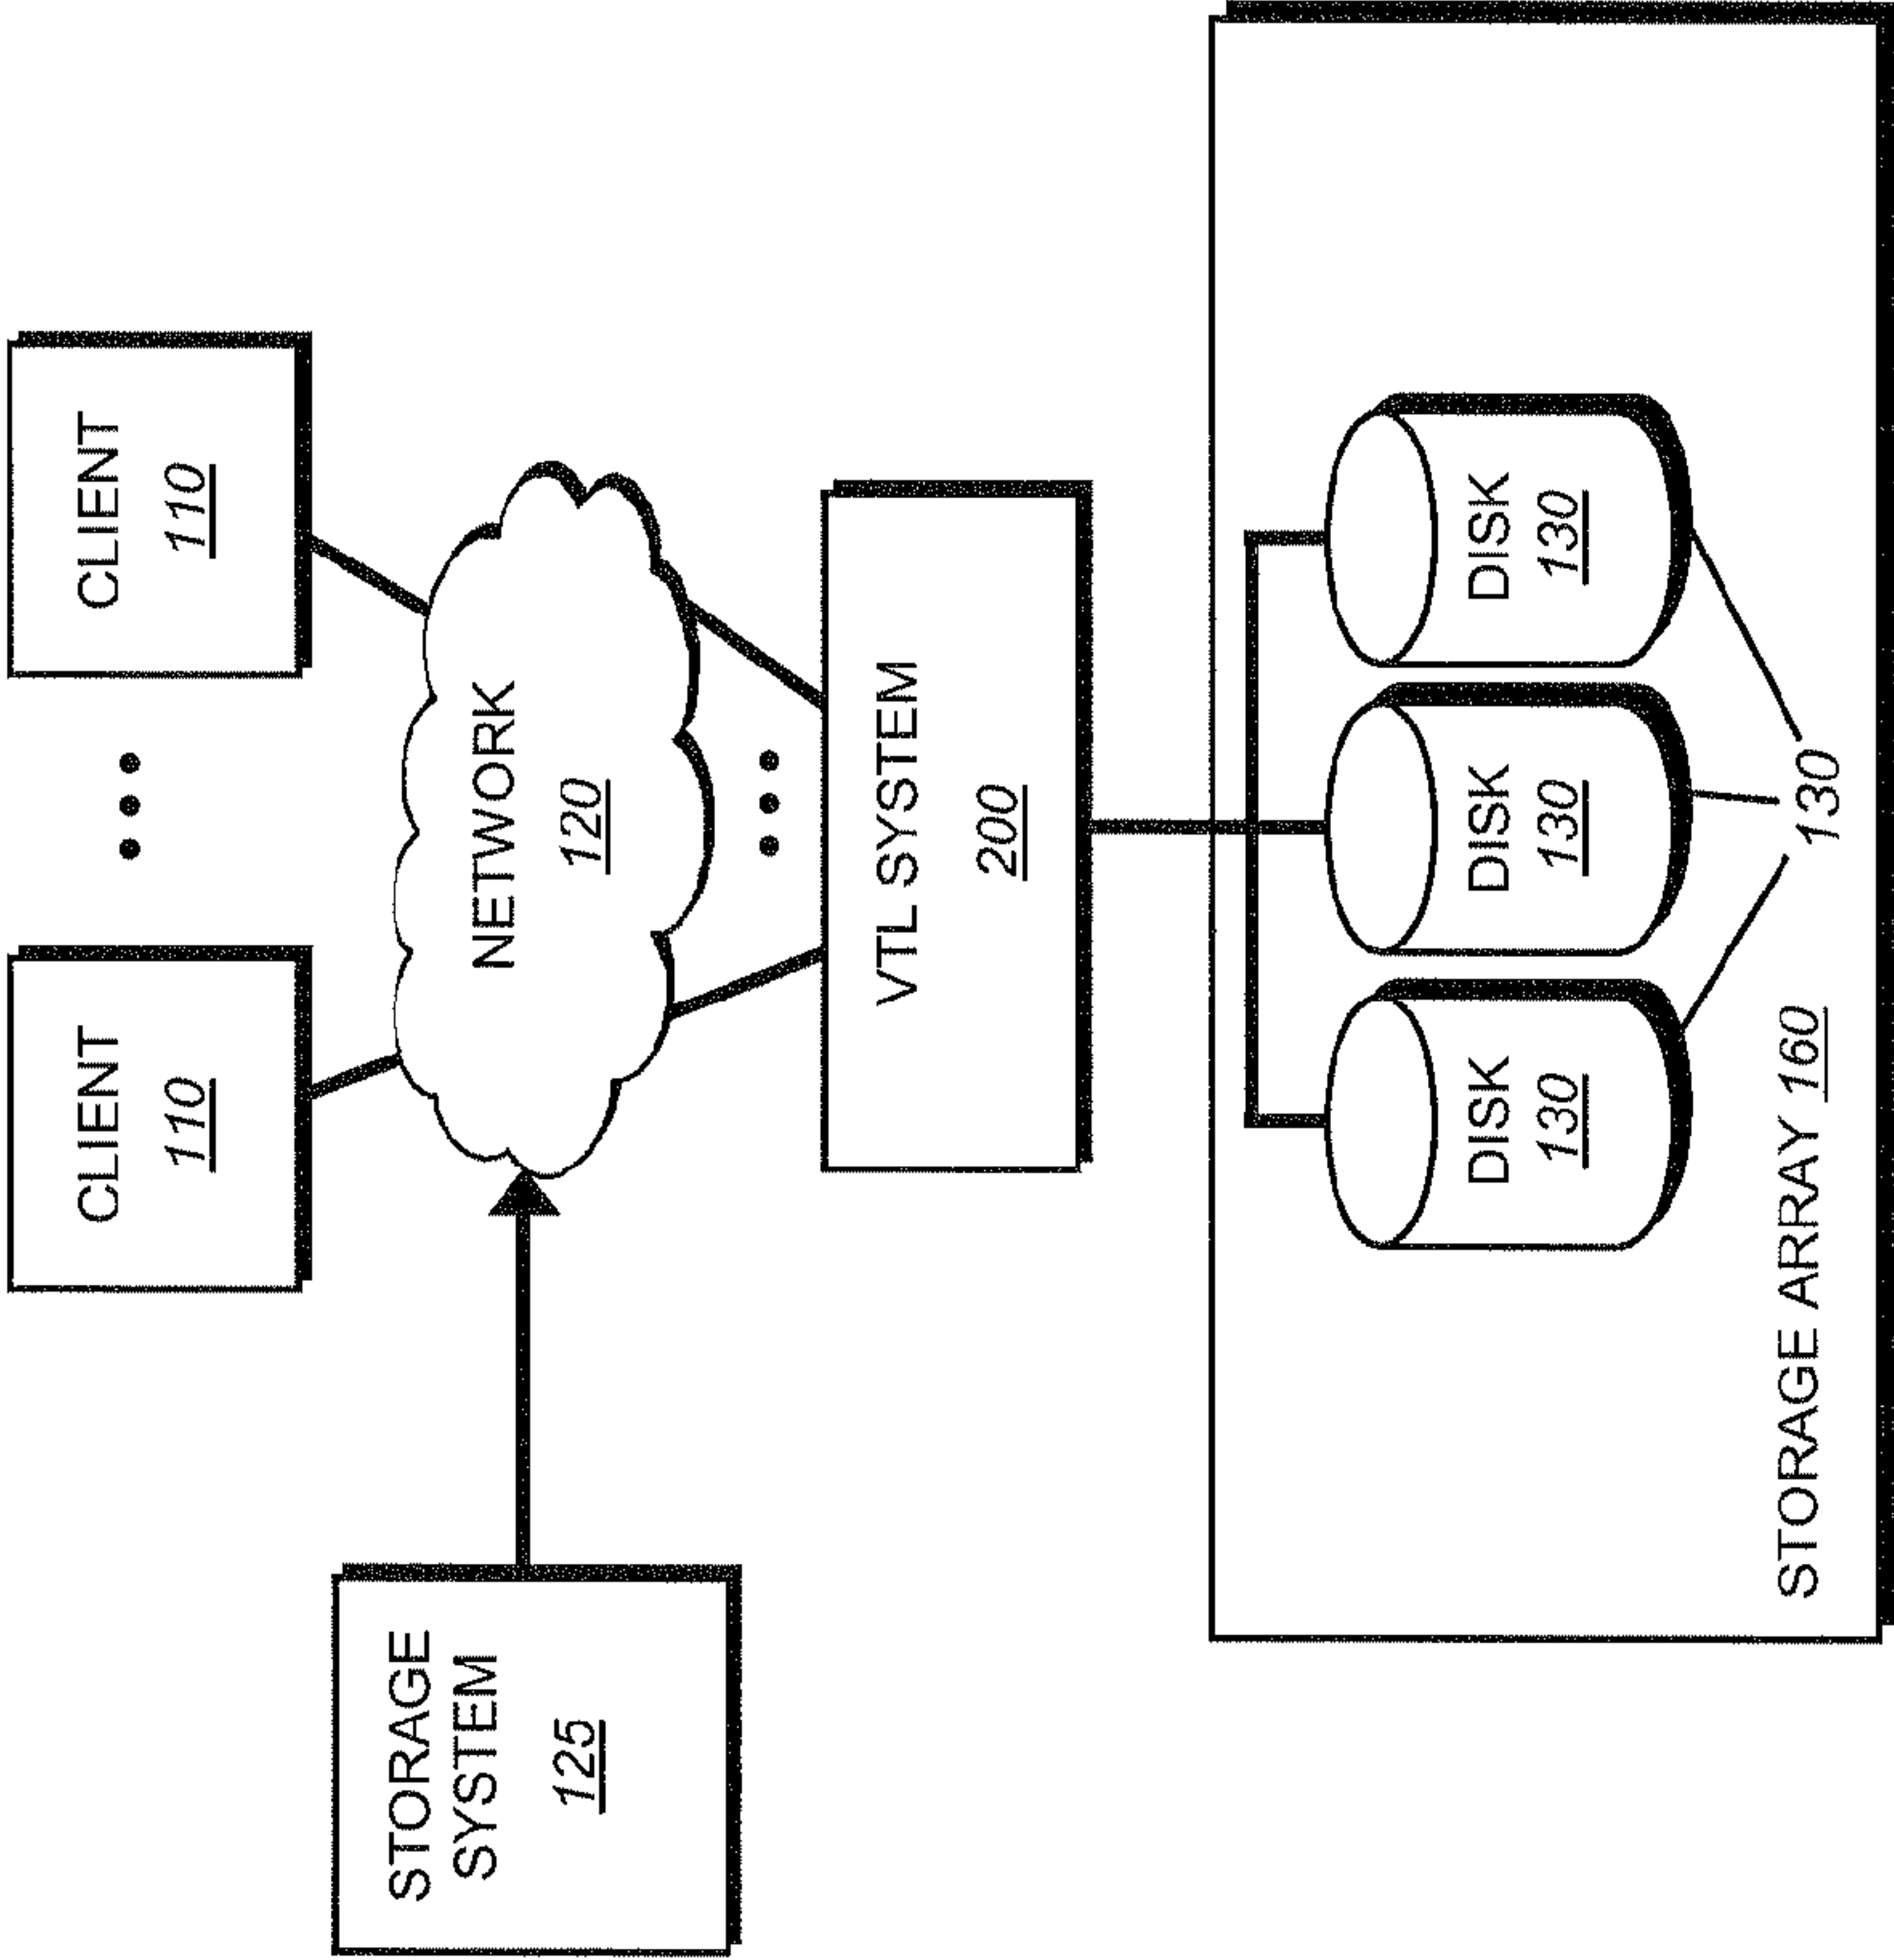 CLIENT
110
CLIENT
110
STORAGE
SYSTEM
125
NETWORK
120
VTL SYSTEM
200
DISK
130
DISK
130
DISK
130
130
STORAGE ARRAY 160